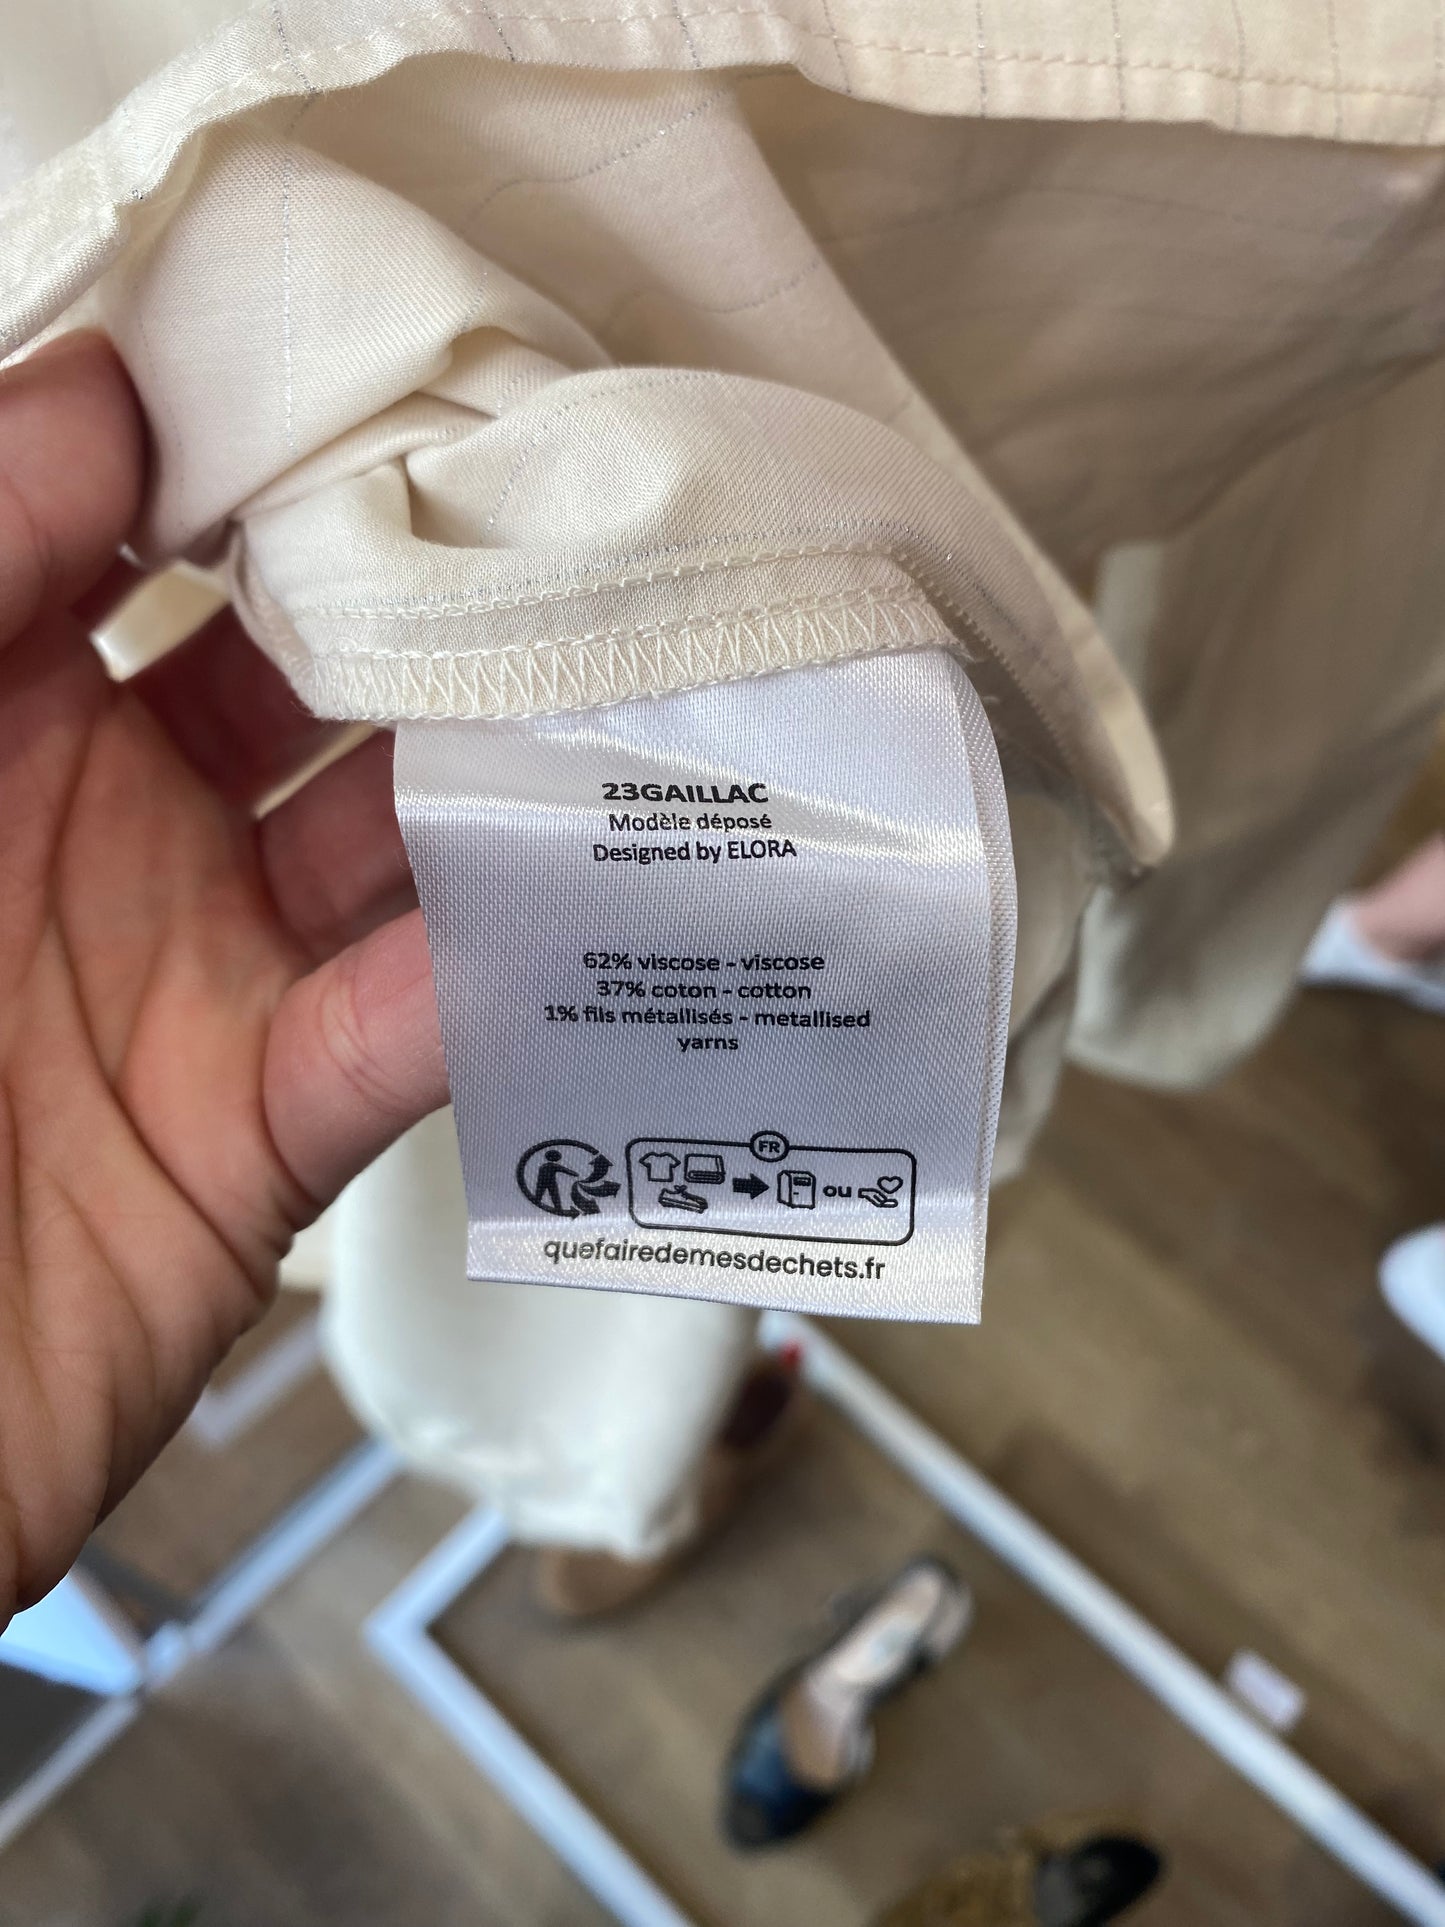 23GAILLAC
Modèle déposé
Designed by ELORA
62% viscose - viscose
37% coton - cotton
1% fils métallisés - metallised
yarns
FR
ou
quefairedemesdechets.fr